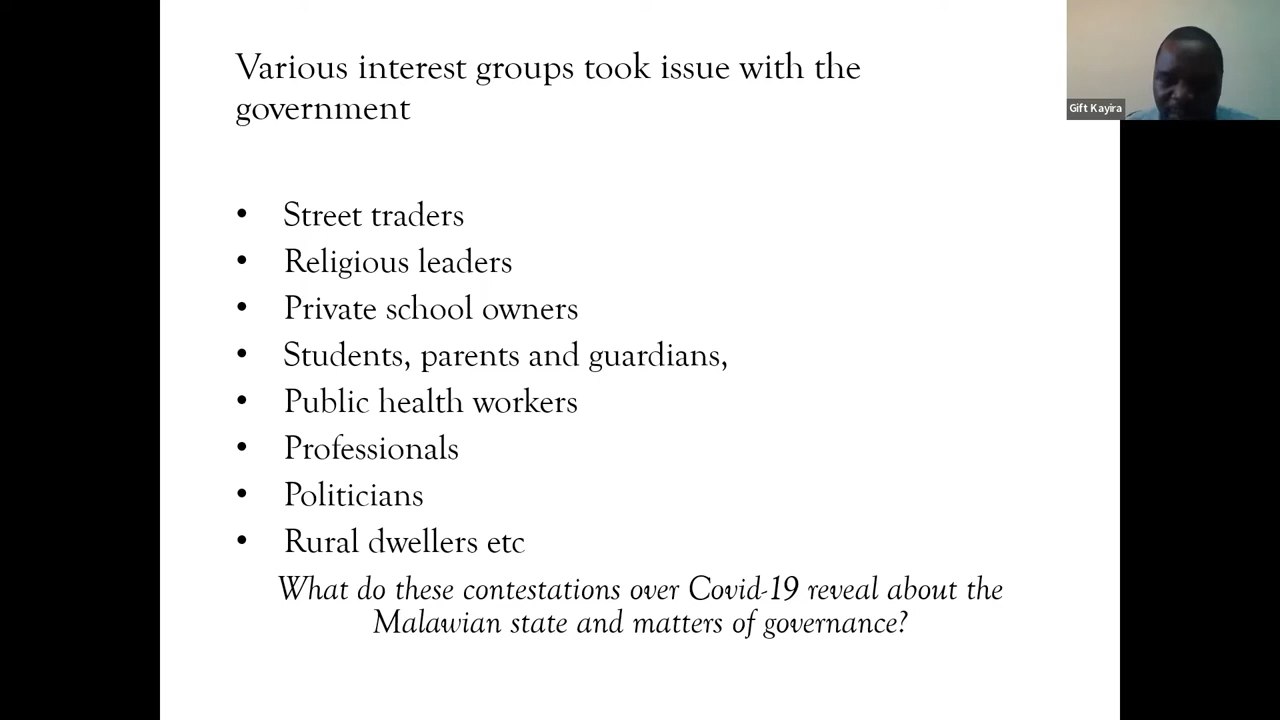 Various interest groups took issue with the
government
Gift Kayira
• Street traders
• Religious leaders
• Private school owners
• Students, parents and guardians,
• Public health workers
• Professionals
• Politicians
• Rural dwellers etc
What do these contestations over Covid-19 reveal about the
Malawian state and matters of governance?